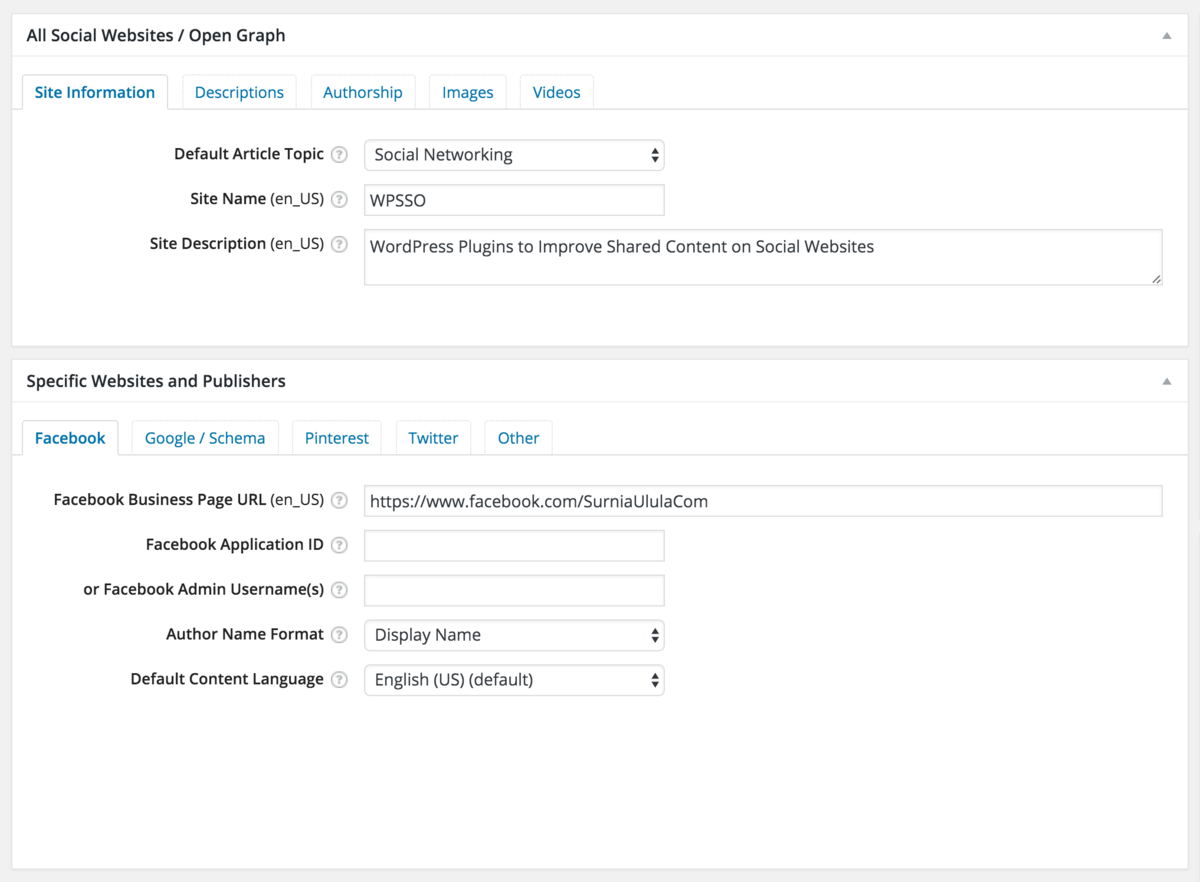 All Social Websites / Open Graph
Site Information Descriptions Authorship Images Videos
Default Article Topic ? Social Networking
Site Name (en_US) ? WPSSO
Site Description (en_US) ? WordPress Plugins to Improve Shared Content on Social Websites
Specific Websites and Publishers
Facebook Google / Schema Pinterest Twitter Other
Facebook Business Page URL (en_US) ? https://www.facebook.com/SurniaUlulaCom
Facebook Application ID ?
or Facebook Admin Username(s) ?
Author Name Format ? Display Name
Default Content Language ? English (US) (default)